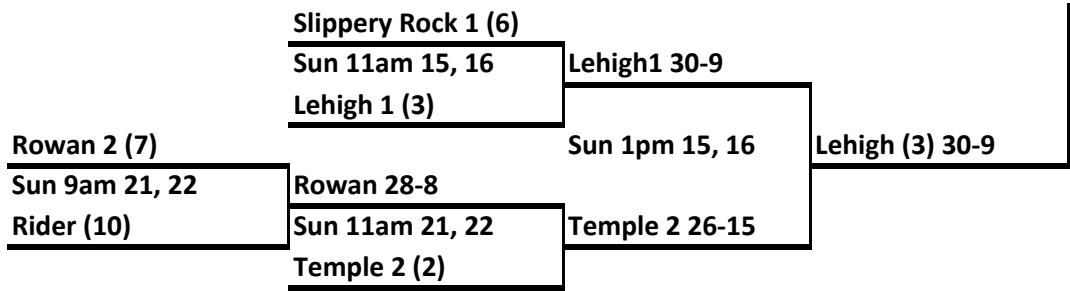 Slippery Rock 1 (6)
Sun 11am 15, 16
Lehigh1 30-9
Lehigh 1 (3)
Rowan 2 (7)
Sun 1pm 15, 16
Lehigh (3) 30-9
Sun 9am 21, 22
Rowan 28-8
Rider (10)
Sun 11am 21, 22
Temple 2 26-15
Temple 2 (2)